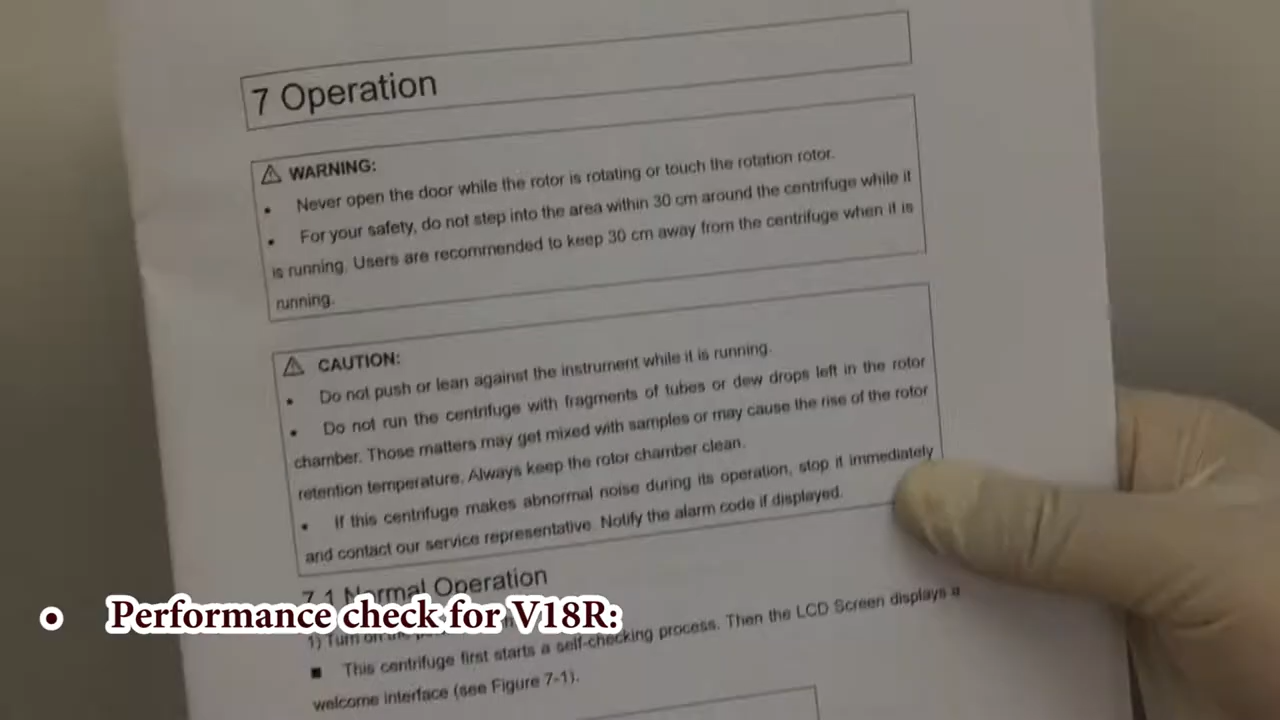 7 Operation
WARNING:
• Never open the door while the rotor is rotating or touch the rotation rotor.
• For your safety, do not step into the area within 30 cm around the centrifuge while it
is running. Users are recommended to keep 30 cm away from the centrifuge when it is
running.
CAUTION:
• Do not push or lean against the instrument while it is running.
• Do not run the centrifuge with fragments of tubes or dew drops left in the rotor
chamber. Those matters may get mixed with samples or may cause the rise of the rotor
retention temperature. Always keep the rotor chamber clean.
• If this centrifuge makes abnormal noise during its operation, stop it immediately
and contact our service representative. Notify the alarm code if displayed.
7.1 Normal Operation
• Performance check for V18R:
1) Turn on the
■ This centrifuge first starts a self-checking process. Then the LCD Screen displays a
welcome interface (see Figure 7-1).